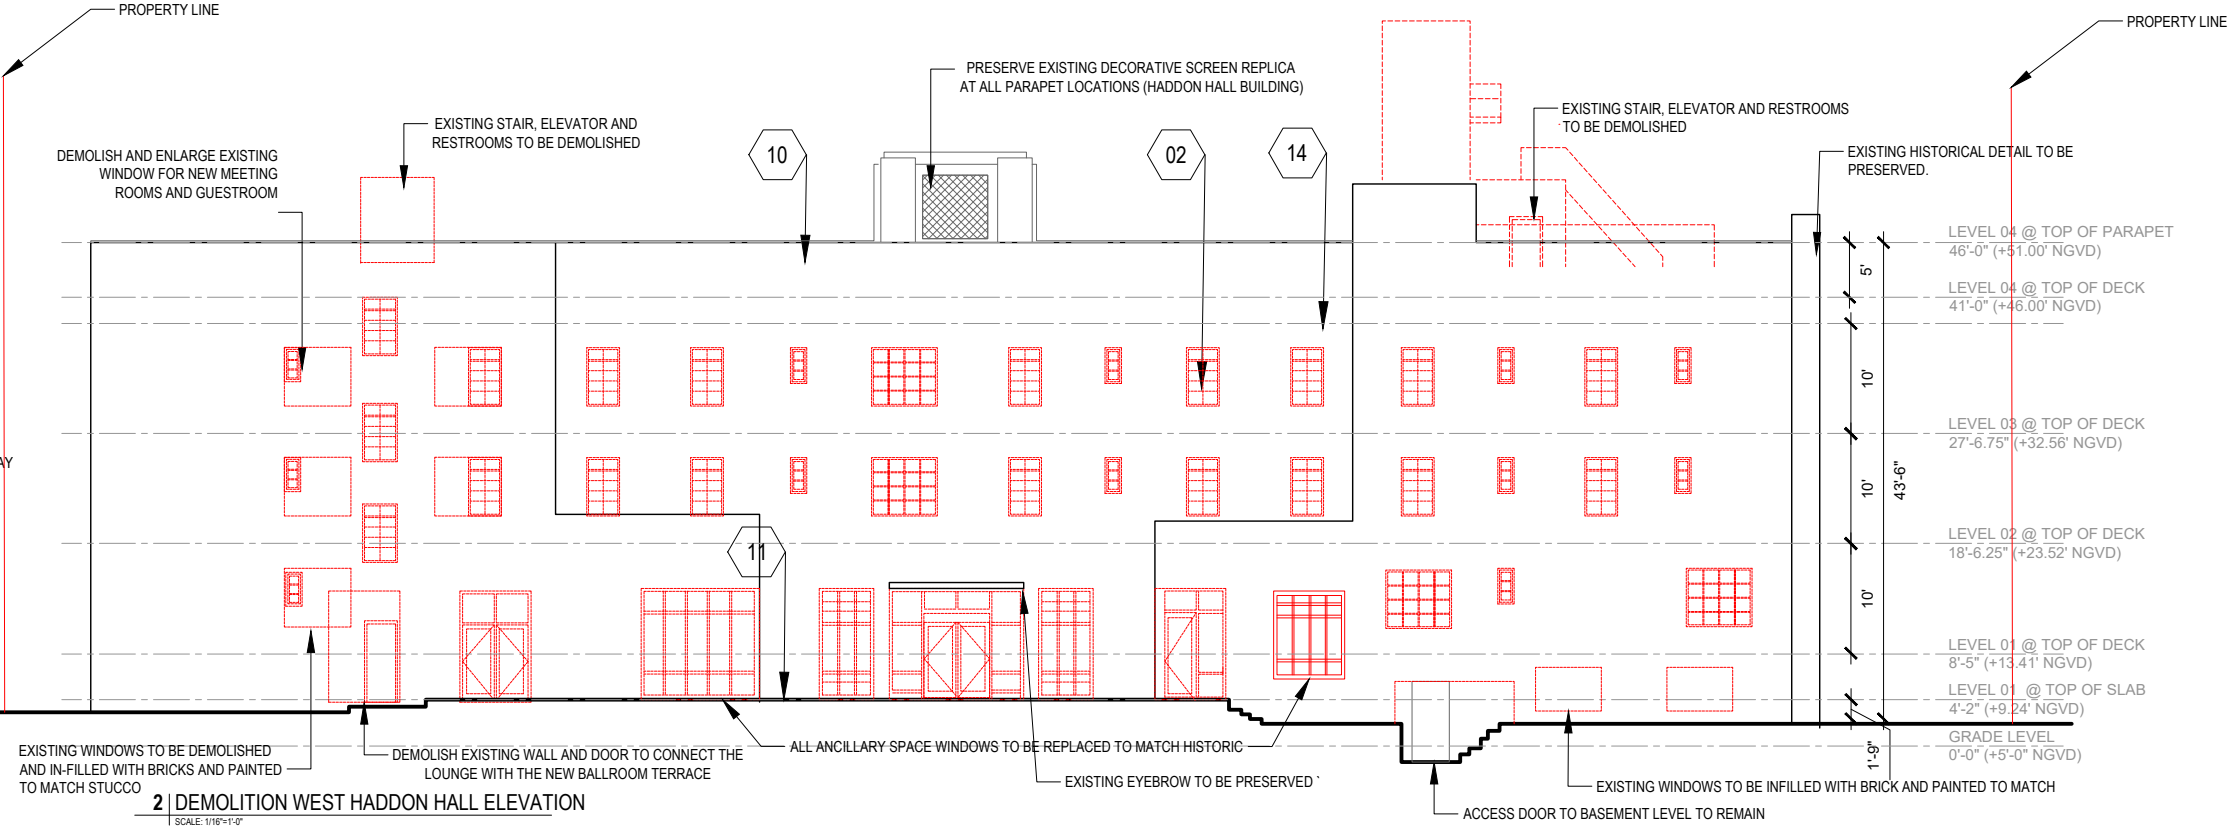 PROPERTY LINE
PROPERTY LINE
PRESERVE EXISTING DECORATIVE SCREEN REPLICA
AT ALL PARAPET LOCATIONS (HADDON HALL BUILDING)
EXISTING STAIR, ELEVATOR AND
RESTROOMS TO BE DEMOLISHED
EXISTING STAIR, ELEVATOR AND RESTROOMS
TO BE DEMOLISHED
DEMOLISH AND ENLARGE EXISTING
WINDOW FOR NEW MEETING
ROOMS AND GUESTROOM
10
02
14
EXISTING HISTORICAL DETAIL TO BE
PRESERVED.
LEVEL 04 @ TOP OF PARAPET
46'-0" (+51.00' NGVD)
5'
LEVEL 04 @ TOP OF DECK
41'-0" (+46.00' NGVD)
10'
LEVEL 03 @ TOP OF DECK
27'-6.75" (+32.56' NGVD)
AY
10'
43'-6"
LEVEL 02 @ TOP OF DECK
18'-6.25" (+23.52' NGVD)
11
10'
LEVEL 01 @ TOP OF DECK
8'-5" (+13.41' NGVD)
LEVEL 01 @ TOP OF SLAB
4'-2" (+9.24' NGVD)
GRADE LEVEL
0'-0" (+5'-0" NGVD)
1'-9"
EXISTING WINDOWS TO BE DEMOLISHED
AND IN-FILLED WITH BRICKS AND PAINTED
TO MATCH STUCCO
DEMOLISH EXISTING WALL AND DOOR TO CONNECT THE
LOUNGE WITH THE NEW BALLROOM TERRACE
ALL ANCILLARY SPACE WINDOWS TO BE REPLACED TO MATCH HISTORIC
EXISTING EYEBROW TO BE PRESERVED
EXISTING WINDOWS TO BE INFILLED WITH BRICK AND PAINTED TO MATCH
ACCESS DOOR TO BASEMENT LEVEL TO REMAIN
2 DEMOLITION WEST HADDON HALL ELEVATION
SCALE: 1/16"=1'-0"